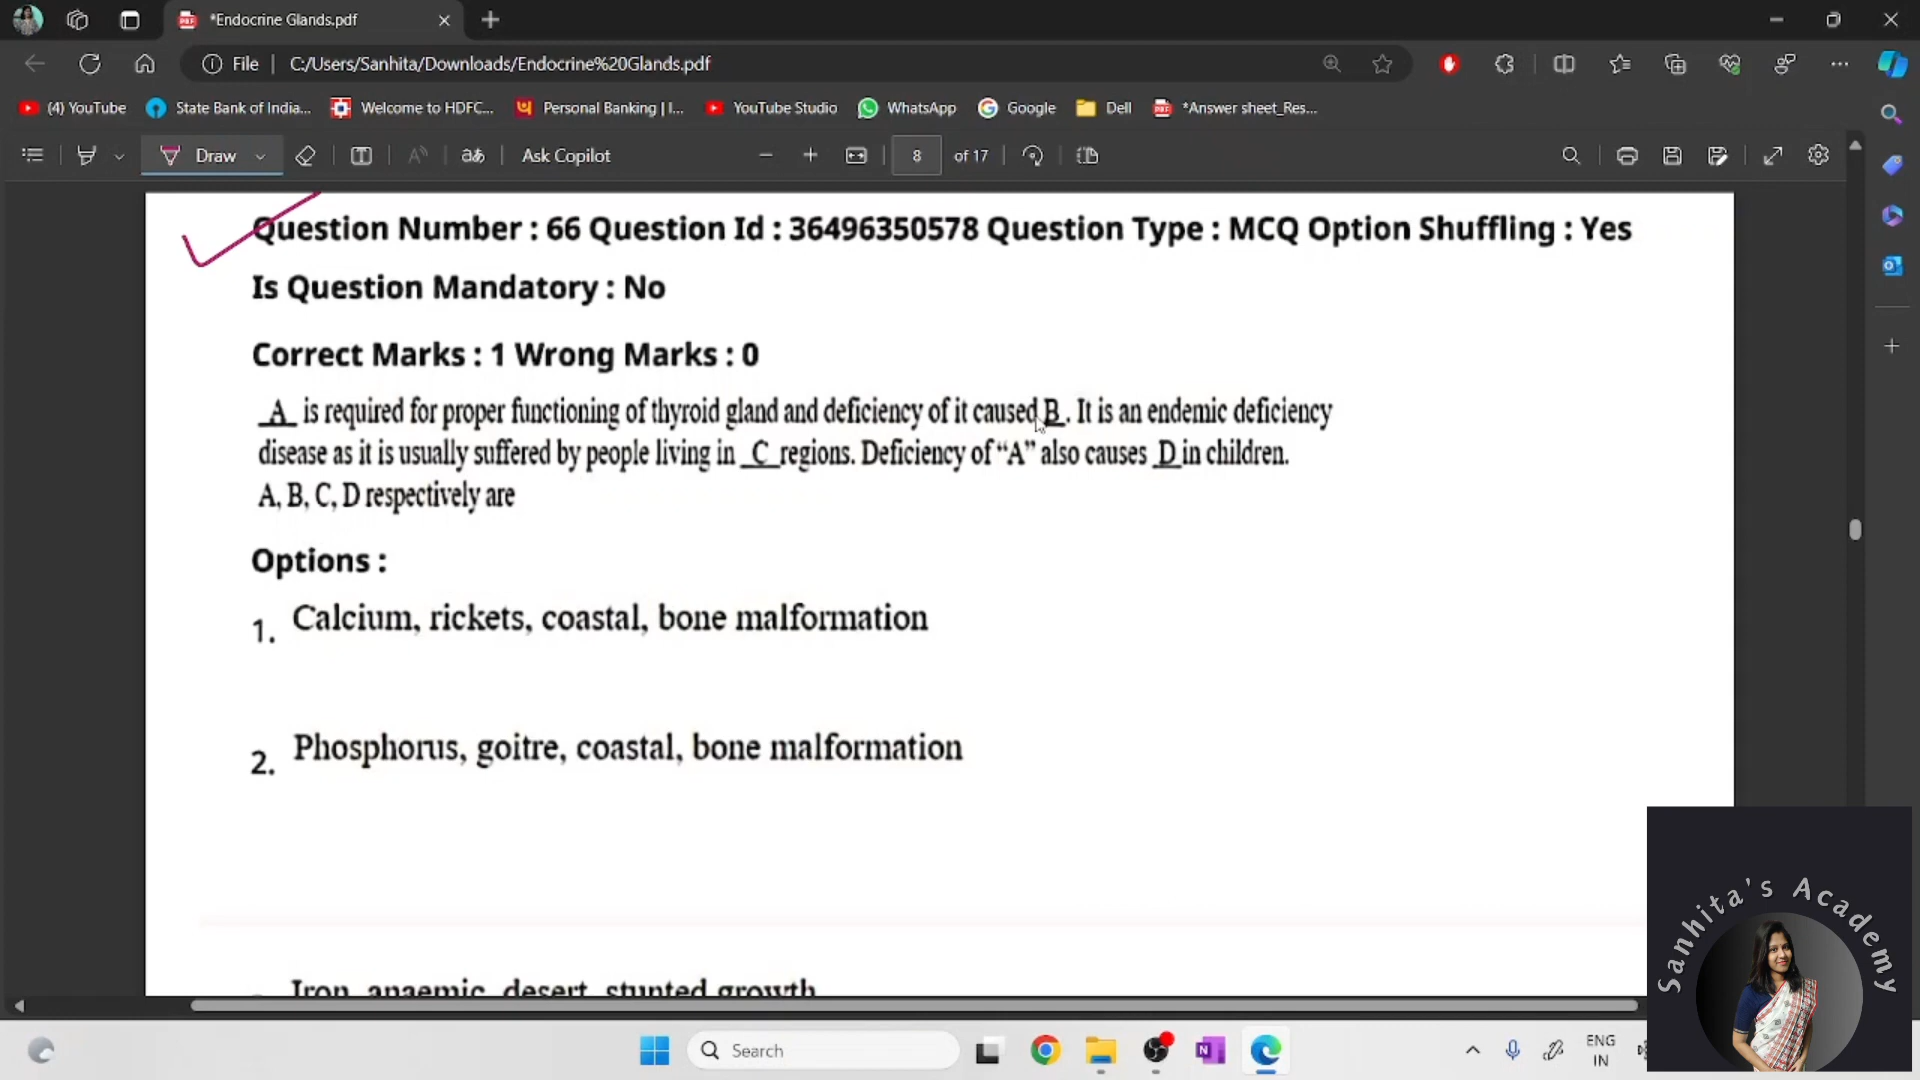 *Endocrine Glands.pdf
File C:/Users/Sanhita/Downloads/Endocrine%20Glands.pdf
(4) YouTube State Bank of India... Welcome to HDFC... Personal Banking | I... YouTube Studio WhatsApp Google Dell *Answer sheet_Res...
Draw Ask Copilot 8 of 17
Question Number : 66 Question Id : 36496350578 Question Type : MCQ Option Shuffling : Yes
Is Question Mandatory : No
Correct Marks : 1 Wrong Marks : 0
A is required for proper functioning of thyroid gland and deficiency of it caused B . It is an endemic deficiency
disease as it is usually suffered by people living in C regions. Deficiency of “A” also causes D in children.
A, B, C, D respectively are
Options :
1. Calcium, rickets, coastal, bone malformation
2. Phosphorus, goitre, coastal, bone malformation
Iron, anaemic, desert, stunted growth
Sanhita's Academy
Search
ENG
IN